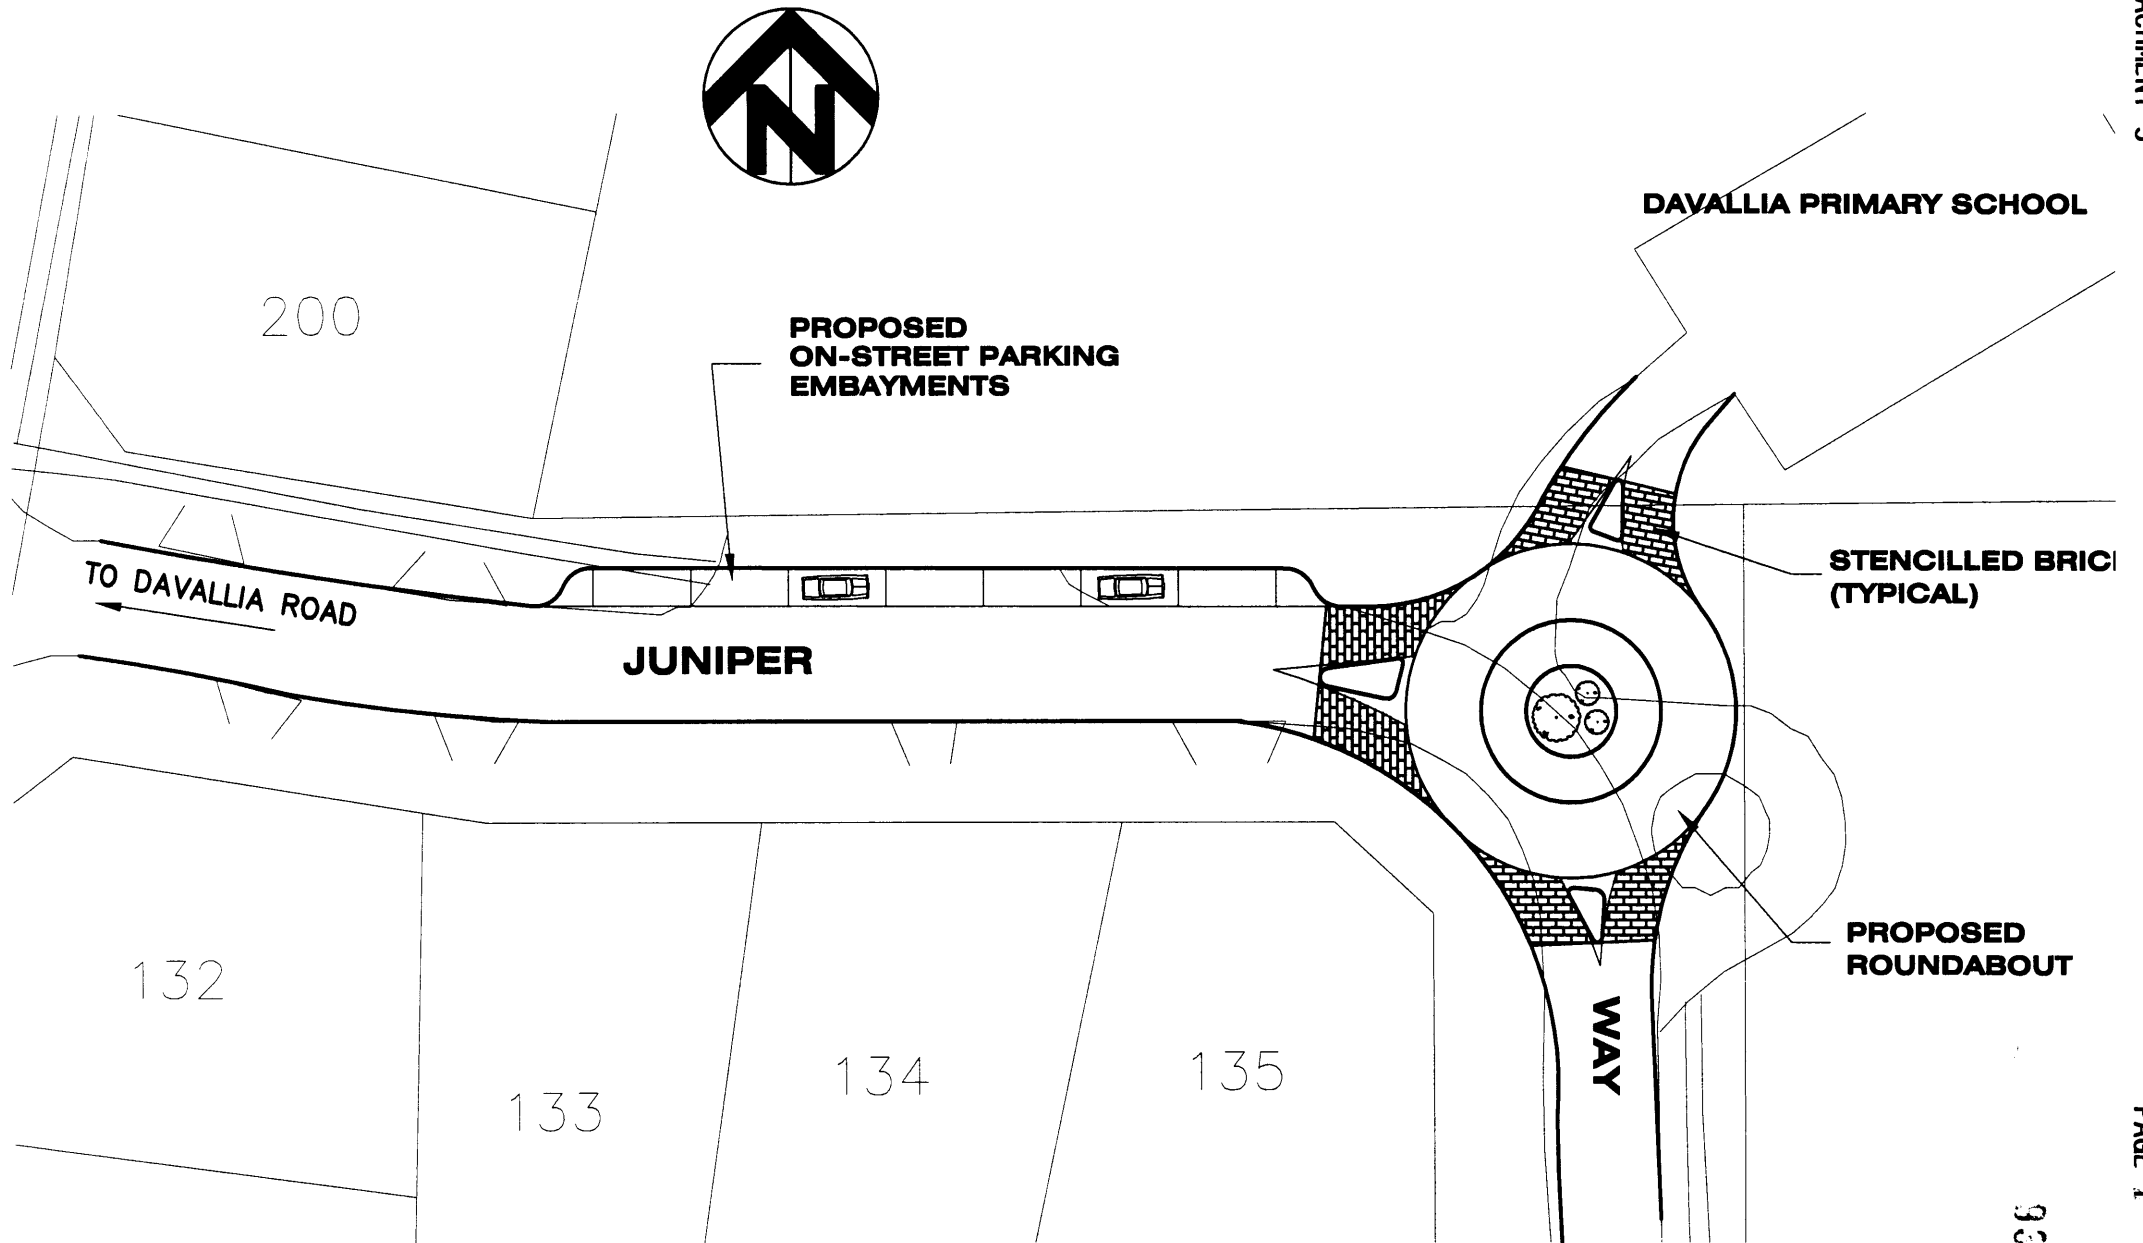 N
DAVALLIA PRIMARY SCHOOL
200
PROPOSED
ON-STREET PARKING
EMBAYMENTS
STENCILLED
(TYPICAL)
TO DAVALLIA ROAD
JUNIPER
PROPOSED
ROUNDABOUT
132
133
134
135
WAY